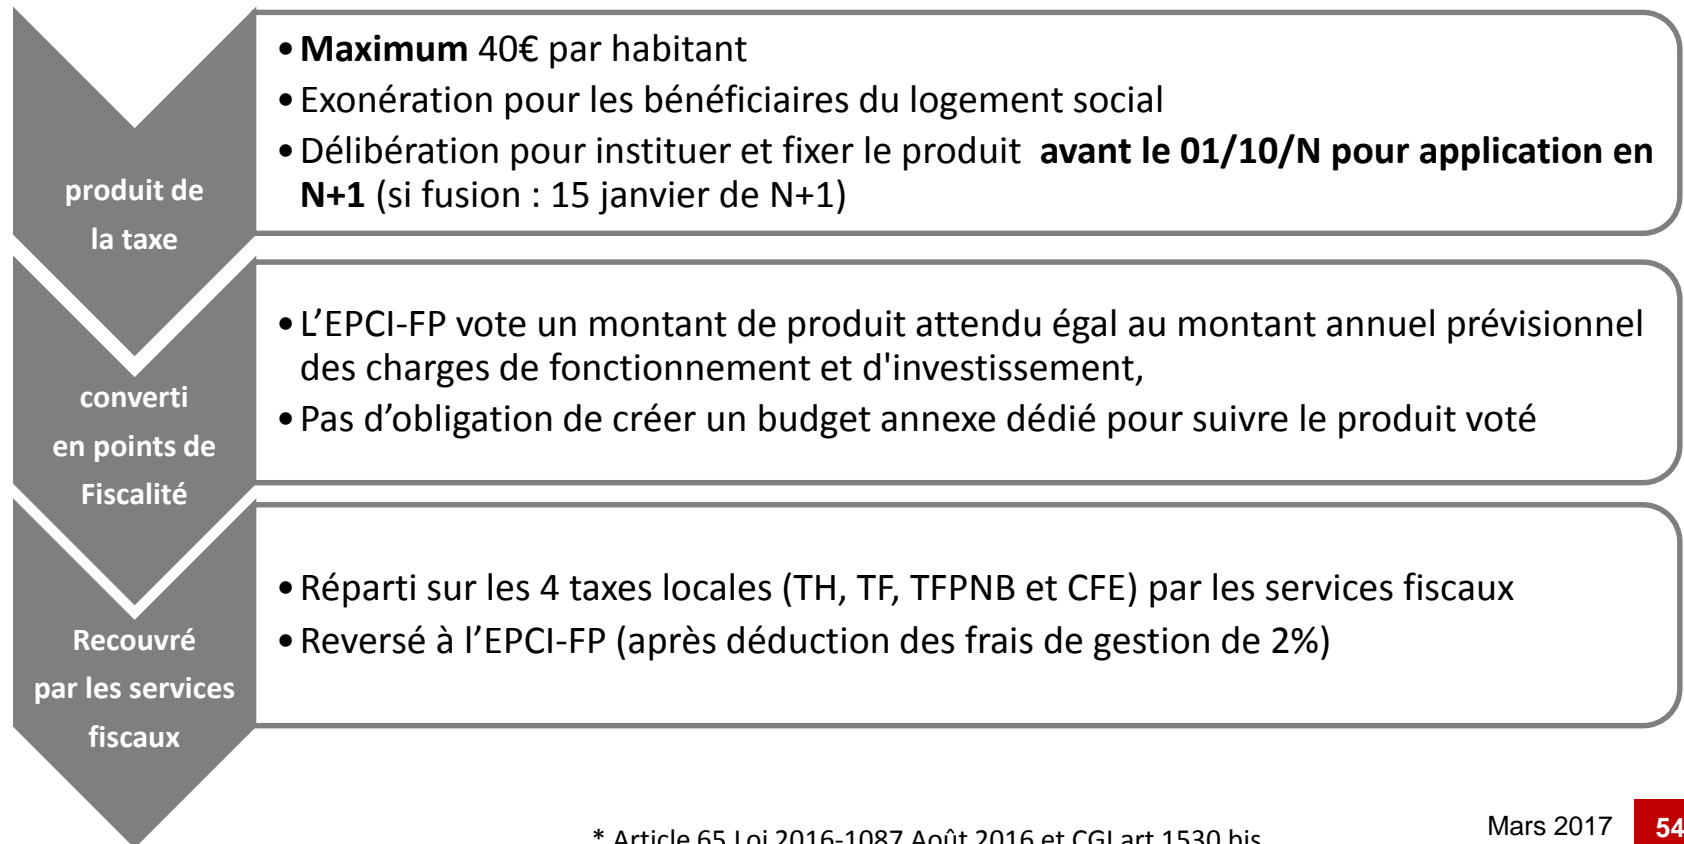 produit de
la taxe
• Maximum 40€ par habitant
• Exonération pour les bénéficiaires du logement social
• Délibération pour instituer et fixer le produit avant le 01/10/N pour application en
N+1 (si fusion : 15 janvier de N+1)
converti
en points de
Fiscalité
• L’EPCI-FP vote un montant de produit attendu égal au montant annuel prévisionnel
des charges de fonctionnement et d'investissement,
• Pas d’obligation de créer un budget annexe dédié pour suivre le produit voté
Recouvré
par les services
fiscaux
• Réparti sur les 4 taxes locales (TH, TF, TFPNB et CFE) par les services fiscaux
• Reversé à l’EPCI-FP (après déduction des frais de gestion de 2%)
* Article 65 Loi 2016-1087 Août 2016 et CGI art 1530 bis
Mars 2017
54